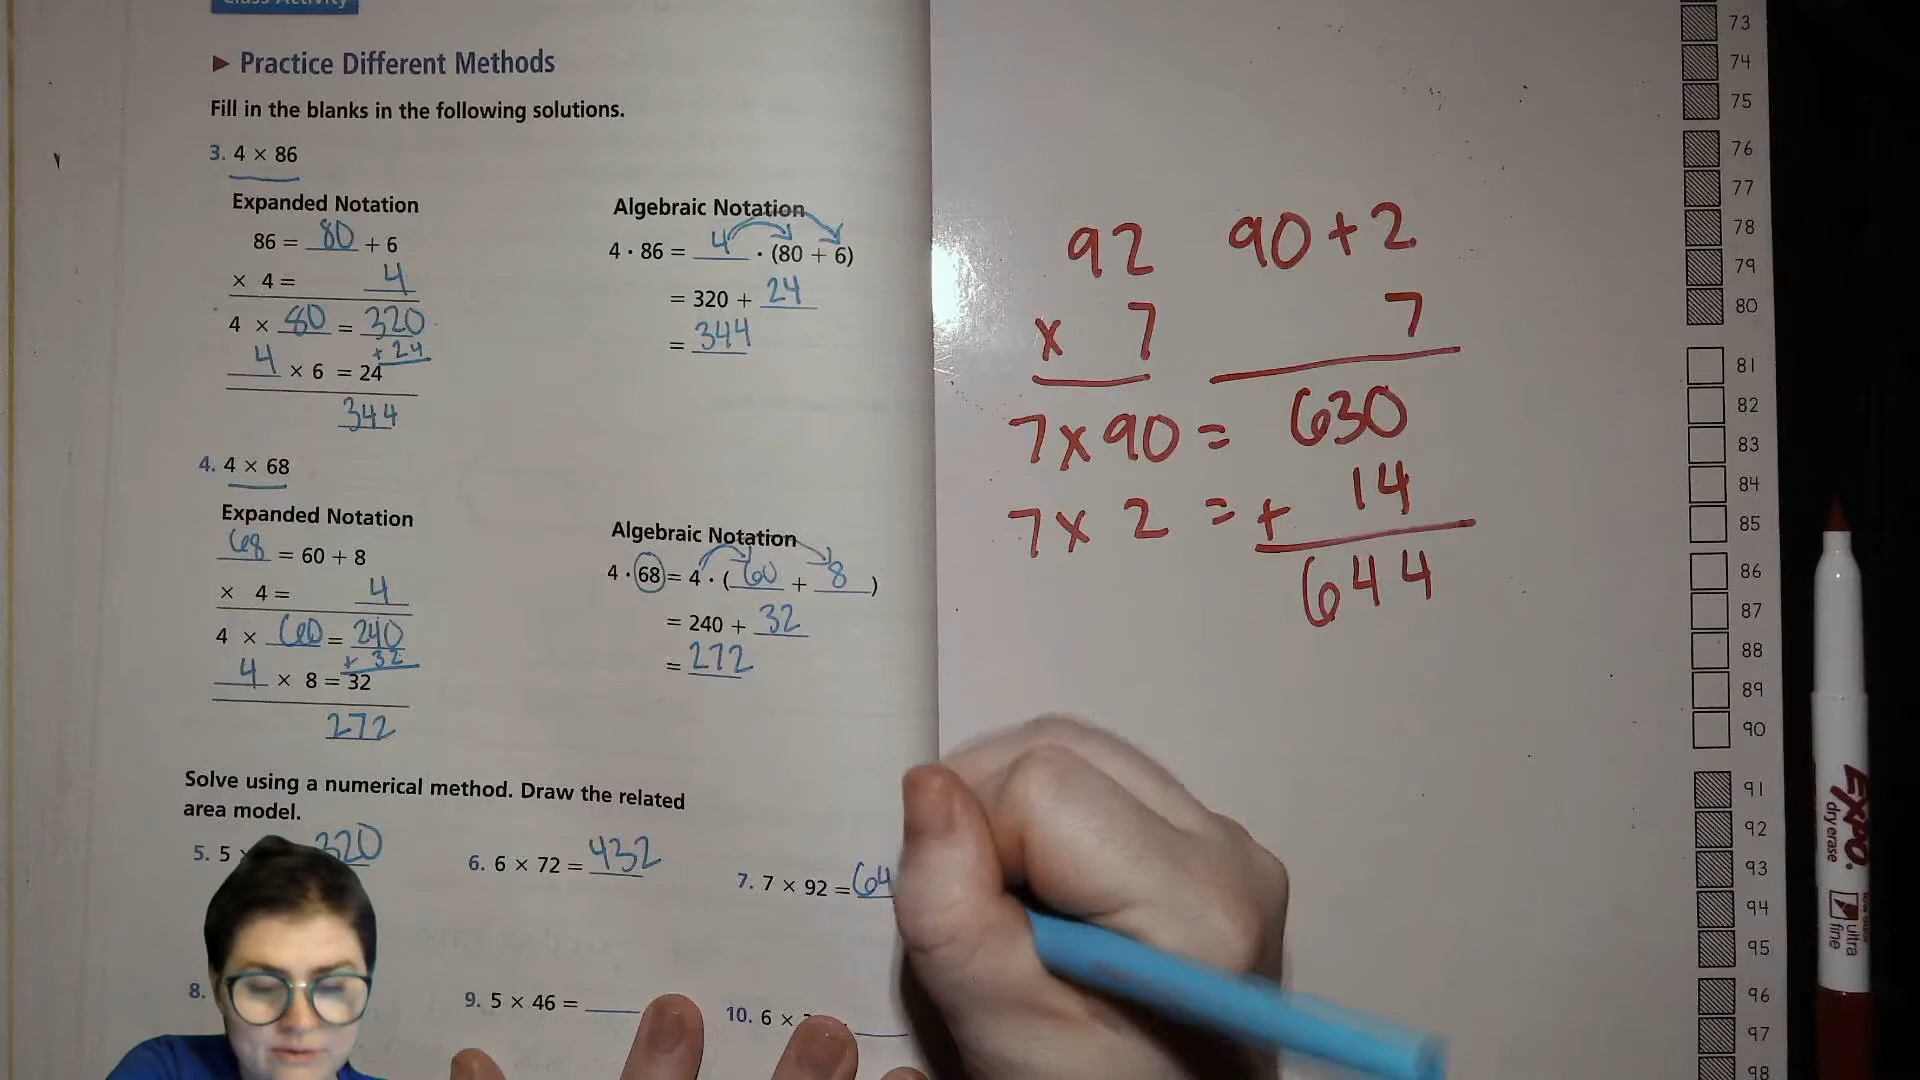 Class Activity
► Practice Different Methods
Fill in the blanks in the following solutions.
3. 4 × 86
Expanded Notation
86 = 80 + 6
× 4 = 4
4 × 80 = 320
+ 24
4 × 6 = 24
344
Algebraic Notation
4 · 86 = 4 · (80 + 6)
= 320 + 24
= 344
4. 4 × 68
Expanded Notation
68 = 60 + 8
× 4 = 4
4 × 60 = 240
+ 32
4 × 8 = 32
272
Algebraic Notation
4 · 68 = 4 · (60 + 8)
= 240 + 32
= 272
Solve using a numerical method. Draw the related
area model.
5. 5 320
6. 6 × 72 = 432
7. 7 × 92 = 64
8.
9. 5 × 46 =
10. 6 ×
92 90 + 2
x 7 7
7 x 90 = 630
7 x 2 = + 14
644
73
74
75
76
77
78
79
80
81
82
83
84
85
86
87
88
89
90
91
92
93
94
95
96
97
98
EXPO
dry erase
ultra
fine